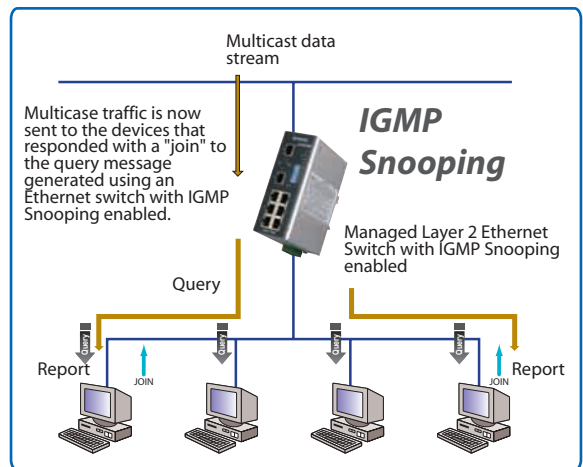 Multicast data
stream
Multicase traffic is now
sent to the devices that
responded with a "join" to
the query message
generated using an
Ethernet switch with IGMP
Snooping enabled.
IGMP
Snooping
Managed Layer 2 Ethernet
Switch with IGMP Snooping
enabled
Query
Query
Query
Query
Query
Report
JOIN
Report
JOIN